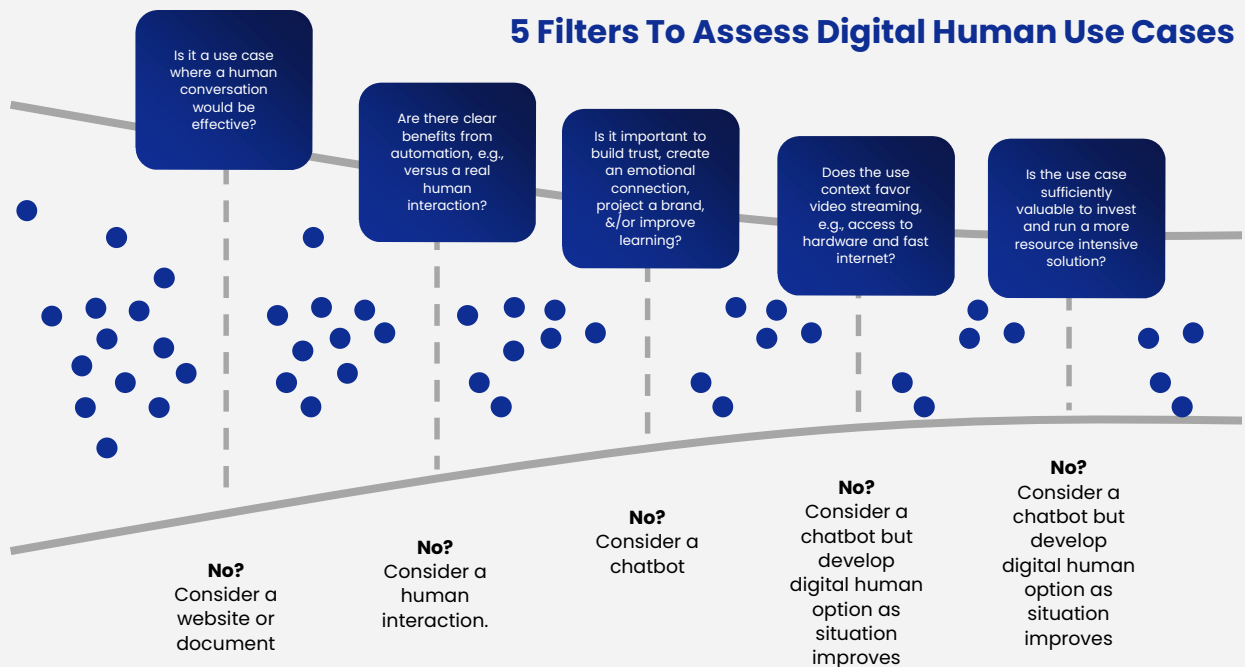 5 Filters To Assess Digital Human Use Cases
Is it a use case
where a human
conversation
would be
effective?
Are there clear
benefits from
automation, e.g.,
versus a real
human
interaction?
Is it important to
build trust, create
an emotional
connection,
project a brand,
&/or improve
learning?
Does the use
context favor
video streaming,
e.g., access to
hardware and fast
internet?
Is the use case
sufficiently
valuable to invest
and run a more
resource intensive
solution?
No?
Consider a
website or
document
No?
Consider a
human
interaction.
No?
Consider a
chatbot
No?
Consider a
chatbot but
develop
digital human
option as
situation
improves
No?
Consider a
chatbot but
develop
digital human
option as
situation
improves